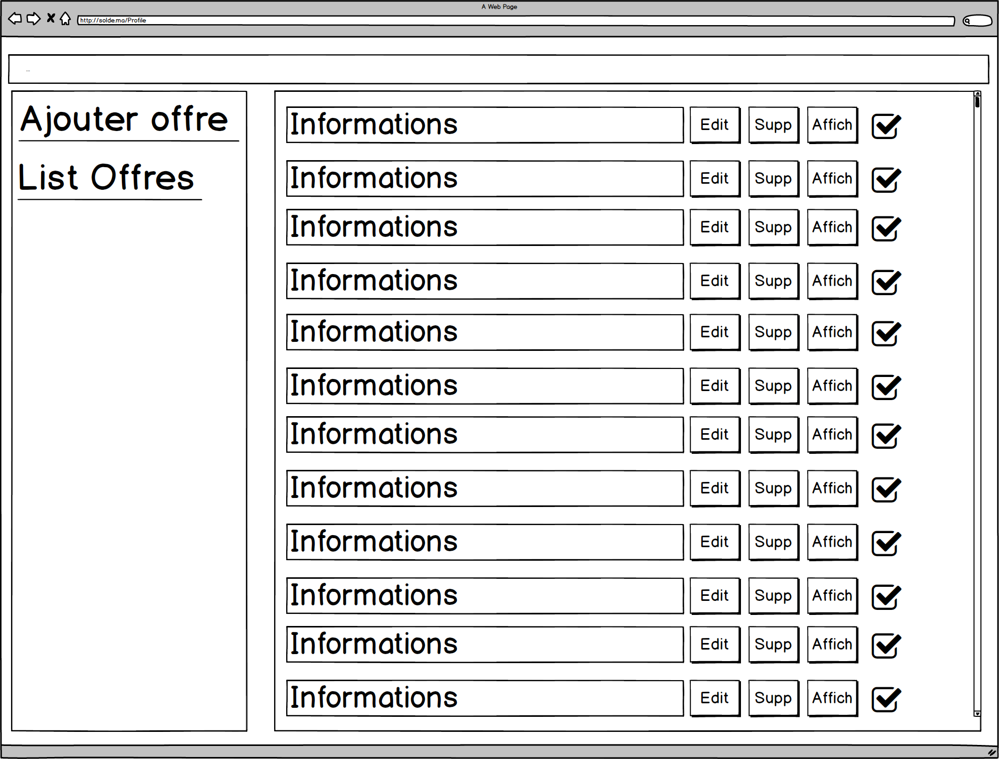 A Web Page
http://solde.ma/Profile
...
Ajouter offre
List Offres
Informations Edit Supp Affich
Informations Edit Supp Affich
Informations Edit Supp Affich
Informations Edit Supp Affich
Informations Edit Supp Affich
Informations Edit Supp Affich
Informations Edit Supp Affich
Informations Edit Supp Affich
Informations Edit Supp Affich
Informations Edit Supp Affich
Informations Edit Supp Affich
Informations Edit Supp Affich